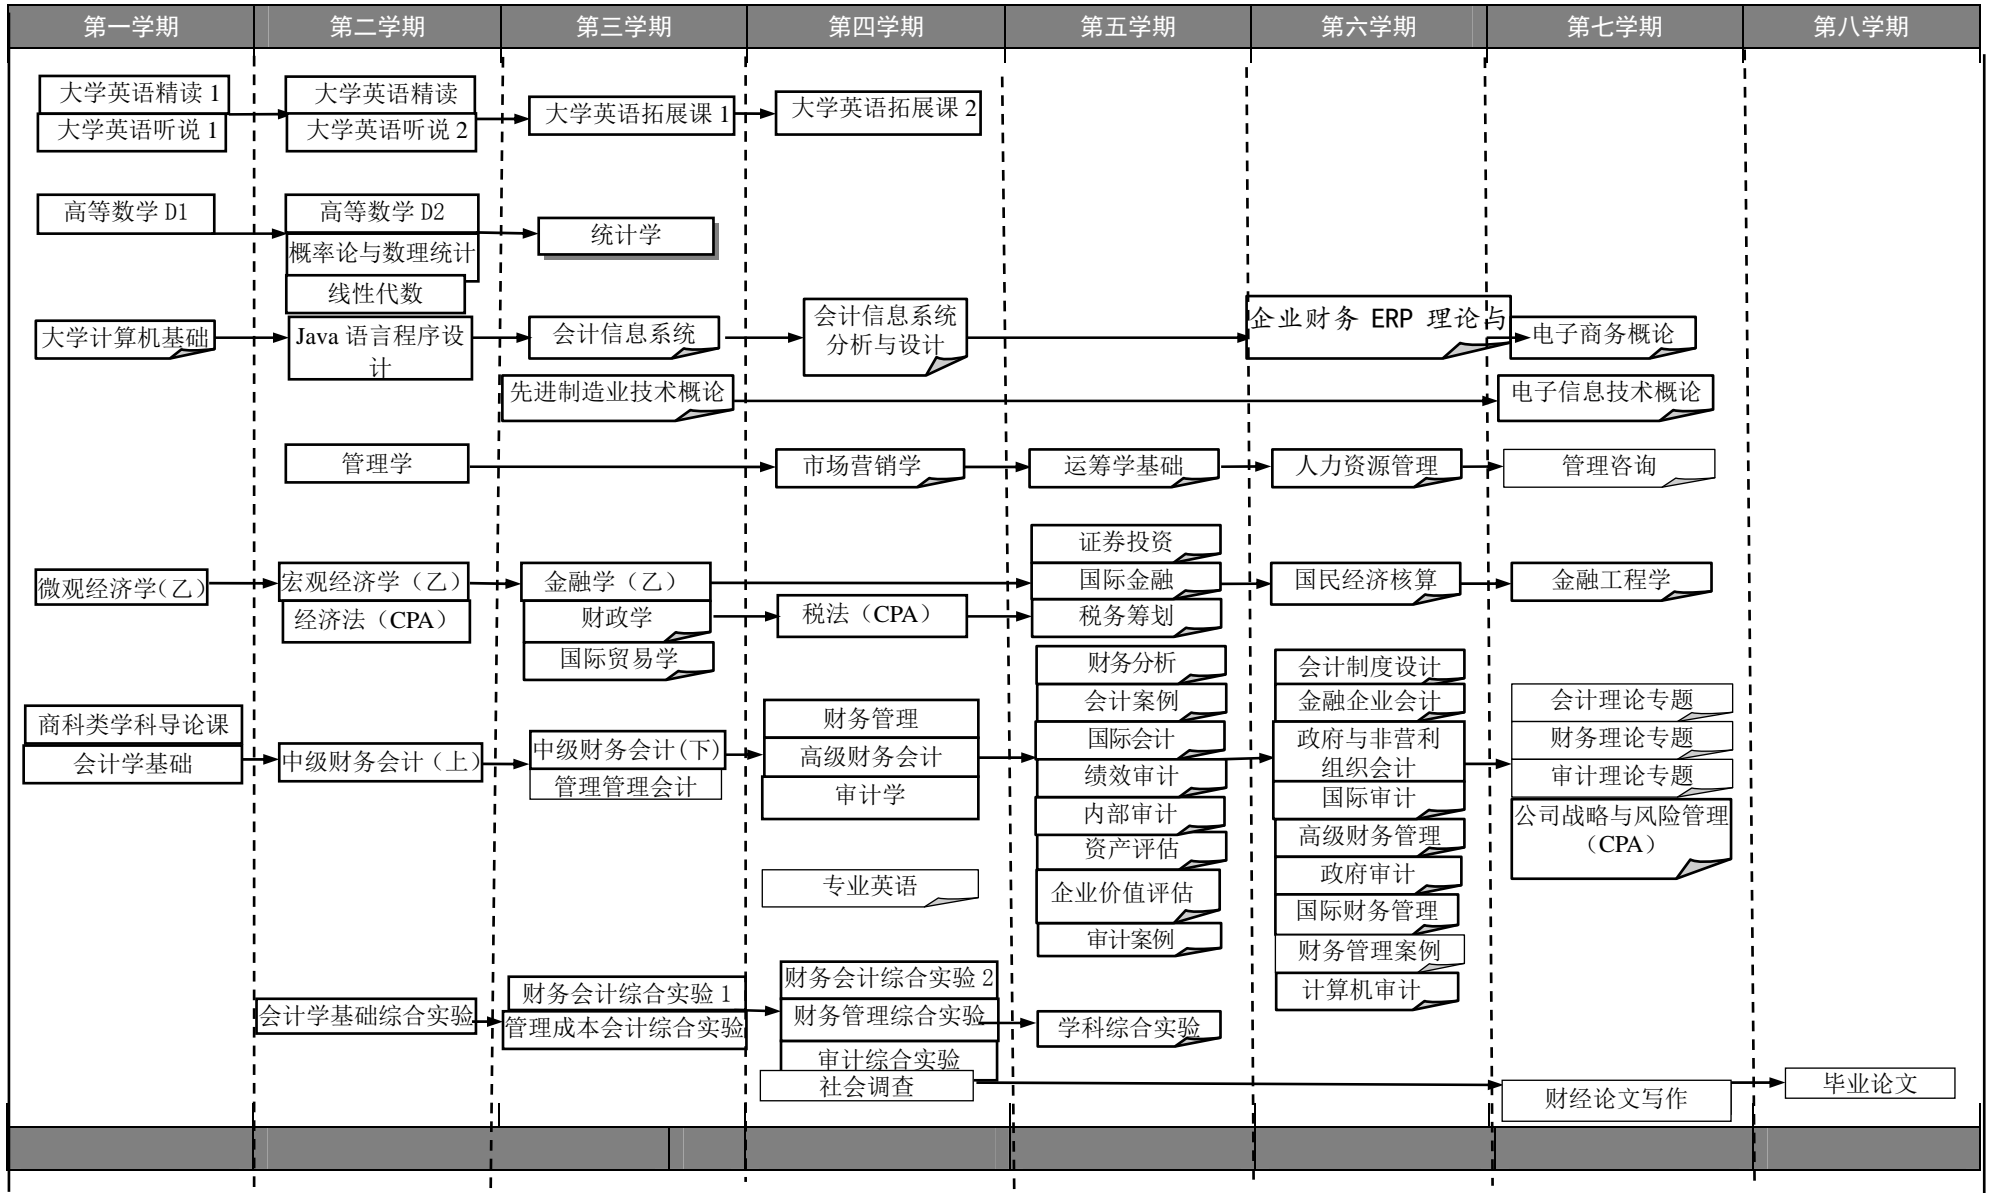 第一学期
第二学期
第三学期
第四学期
第五学期
第六学期
第七学期
第八学期
大学英语精读 1
大学英语听说 1
大学英语精读
大学英语听说 2
大学英语拓展课 1
大学英语拓展课 2
高等数学 D1
高等数学 D2
概率论与数理统计
线性代数
统计学
大学计算机基础
Java 语言程序设
计
会计信息系统
会计信息系统
分析与设计
企业财务 ERP 理论与
电子商务概论
先进制造业技术概论
电子信息技术概论
管理学
市场营销学
运筹学基础
人力资源管理
管理咨询
微观经济学(乙)
宏观经济学（乙）
经济法（CPA）
金融学（乙）
财政学
国际贸易学
税法（CPA）
证券投资
国际金融
税务筹划
国民经济核算
金融工程学
商科类学科导论课
会计学基础
中级财务会计（上）
中级财务会计(下)
管理管理会计
财务管理
高级财务会计
审计学
专业英语
财务分析
会计案例
国际会计
绩效审计
内部审计
资产评估
企业价值评估
审计案例
会计制度设计
金融企业会计
政府与非营利
组织会计
国际审计
高级财务管理
政府审计
国际财务管理
财务管理案例
计算机审计
会计理论专题
财务理论专题
审计理论专题
公司战略与风险管理
（CPA）
会计学基础综合实验
财务会计综合实验 1
管理成本会计综合实验
财务会计综合实验 2
财务管理综合实验
审计综合实验
社会调查
学科综合实验
财经论文写作
毕业论文